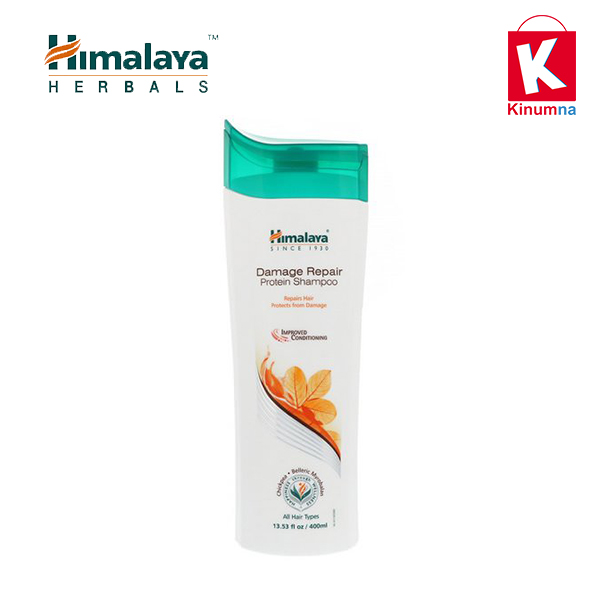 Himalaya™
HERBALS
K
Kinumna
Himalaya
SINCE 1930
Damage Repair
Protein Shampoo
Repairs Hair
Protects from Damage
IMPROVED
CONDITIONING
Chickpea • Belleric Myrobalan
All Hair Types
13.53 fl oz / 400ml